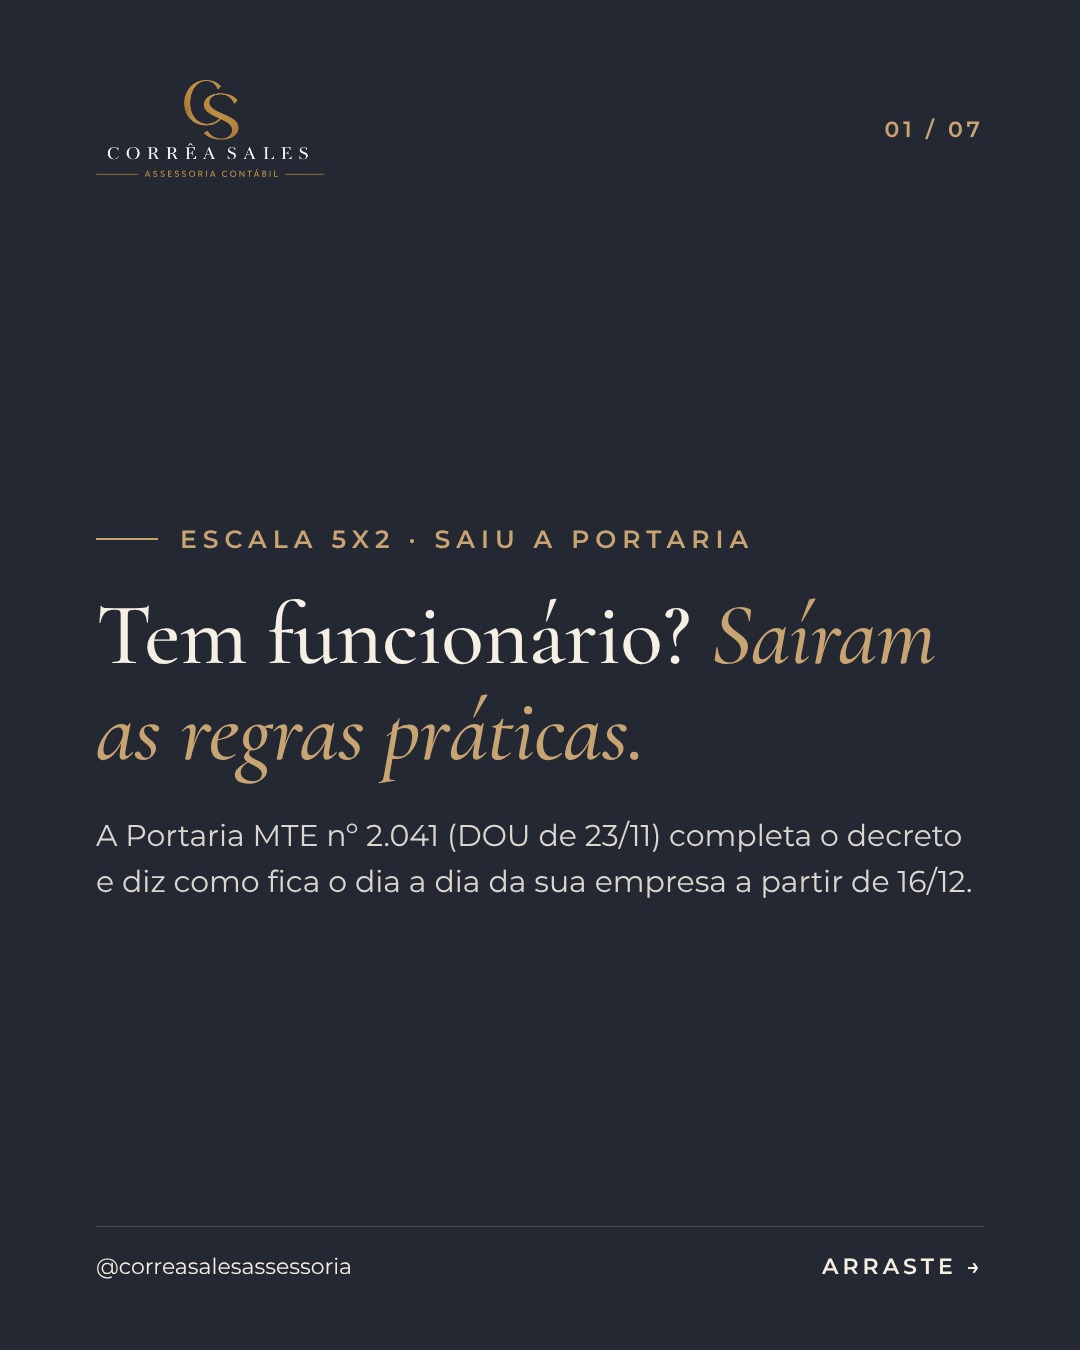 CS
CORRÊA SALES
ASSESSORIA CONTÁBIL
01 / 07
ESCALA 5X2 · SAIU A PORTARIA
Tem funcionário? Saíram
as regras práticas.
A Portaria MTE nº 2.041 (DOU de 23/11) completa o decreto
e diz como fica o dia a dia da sua empresa a partir de 16/12.
@correasalesassessoria
ARRASTE →